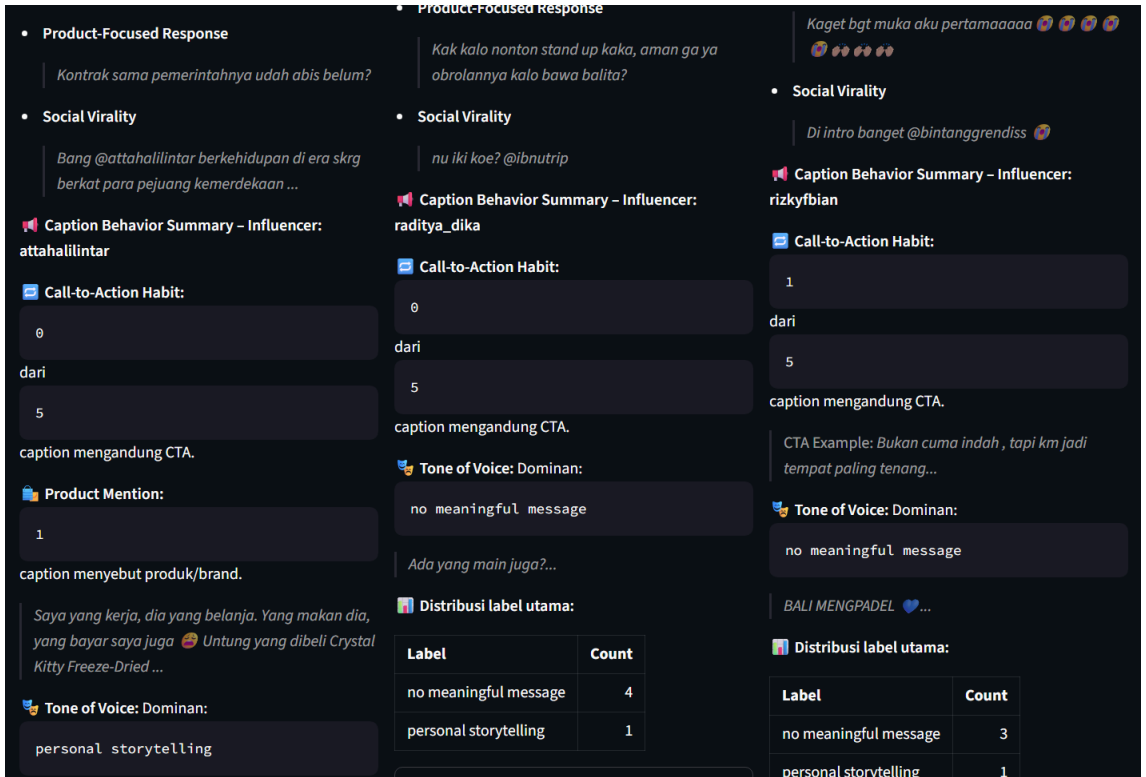 • Product-Focused Response
Kontrak sama pemerintahnya udah abis belum?
• Social Virality
Bang @attahalilintar berkehidupan di era skrg
berkat para pejuang kemerdekaan ...
📢 Caption Behavior Summary – Influencer:
attahalilintar
🔁 Call-to-Action Habit:
0
dari
5
caption mengandung CTA.
🛍️ Product Mention:
1
caption menyebut produk/brand.
Saya yang kerja, dia yang belanja. Yang makan dia,
yang bayar saya juga 😩 Untung yang dibeli Crystal
Kitty Freeze-Dried ...
🎭 Tone of Voice: Dominan:
personal storytelling
• Product-Focused Response
Kak kalo nonton stand up kaka, aman ga ya
obrolannya kalo bawa balita?
• Social Virality
nu iki koe? @ibnutrip
📢 Caption Behavior Summary – Influencer:
raditya_dika
🔁 Call-to-Action Habit:
0
dari
5
caption mengandung CTA.
🎭 Tone of Voice: Dominan:
no meaningful message
Ada yang main juga?...
📊 Distribusi label utama:
Label Count
no meaningful message 4
personal storytelling 1
Kaget bgt muka aku pertamaaaaa
• Social Virality
Di intro banget @bintanggrendiss
📢 Caption Behavior Summary – Influencer:
rizkyfbian
🔁 Call-to-Action Habit:
1
dari
5
caption mengandung CTA.
CTA Example: Bukan cuma indah , tapi km jadi
tempat paling tenang...
🎭 Tone of Voice: Dominan:
no meaningful message
BALI MENGPADEL 💙...
📊 Distribusi label utama:
Label Count
no meaningful message 3
personal storytelling 1